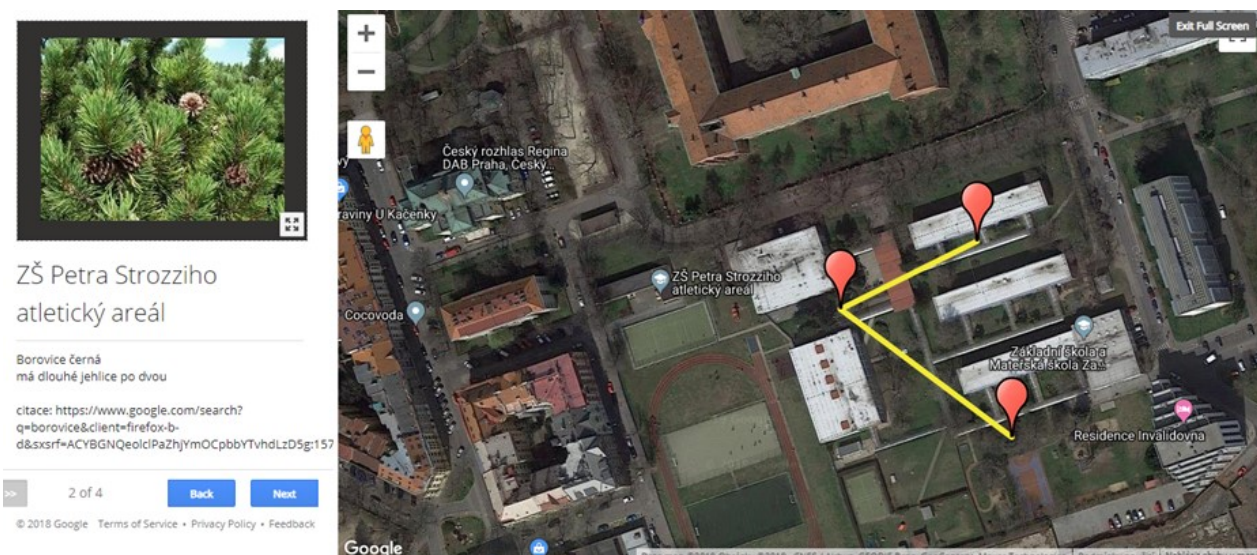 ZŠ Petra Strozziho
atletický areál
Borovice černá
má dlouhé jehlice po dvou
citace: https://www.google.com/search?
q=borovice&client=firefox-b-
d&sxsrf=ACYBGNQeolclPaZhjYmOCpbbYTvhdLzD5g:157
>>
2 of 4
Back
Next
© 2018 Google Terms of Service • Privacy Policy • Feedback
+
−
Exit Full Screen
Český rozhlas Regina
DAB Praha, Český...
raviny U Kačenky
ZŠ Petra Strozziho
atletický areál
Cocovoda
Základní škola a
Mateřská škola Za...
Residence Invalidovna
Google